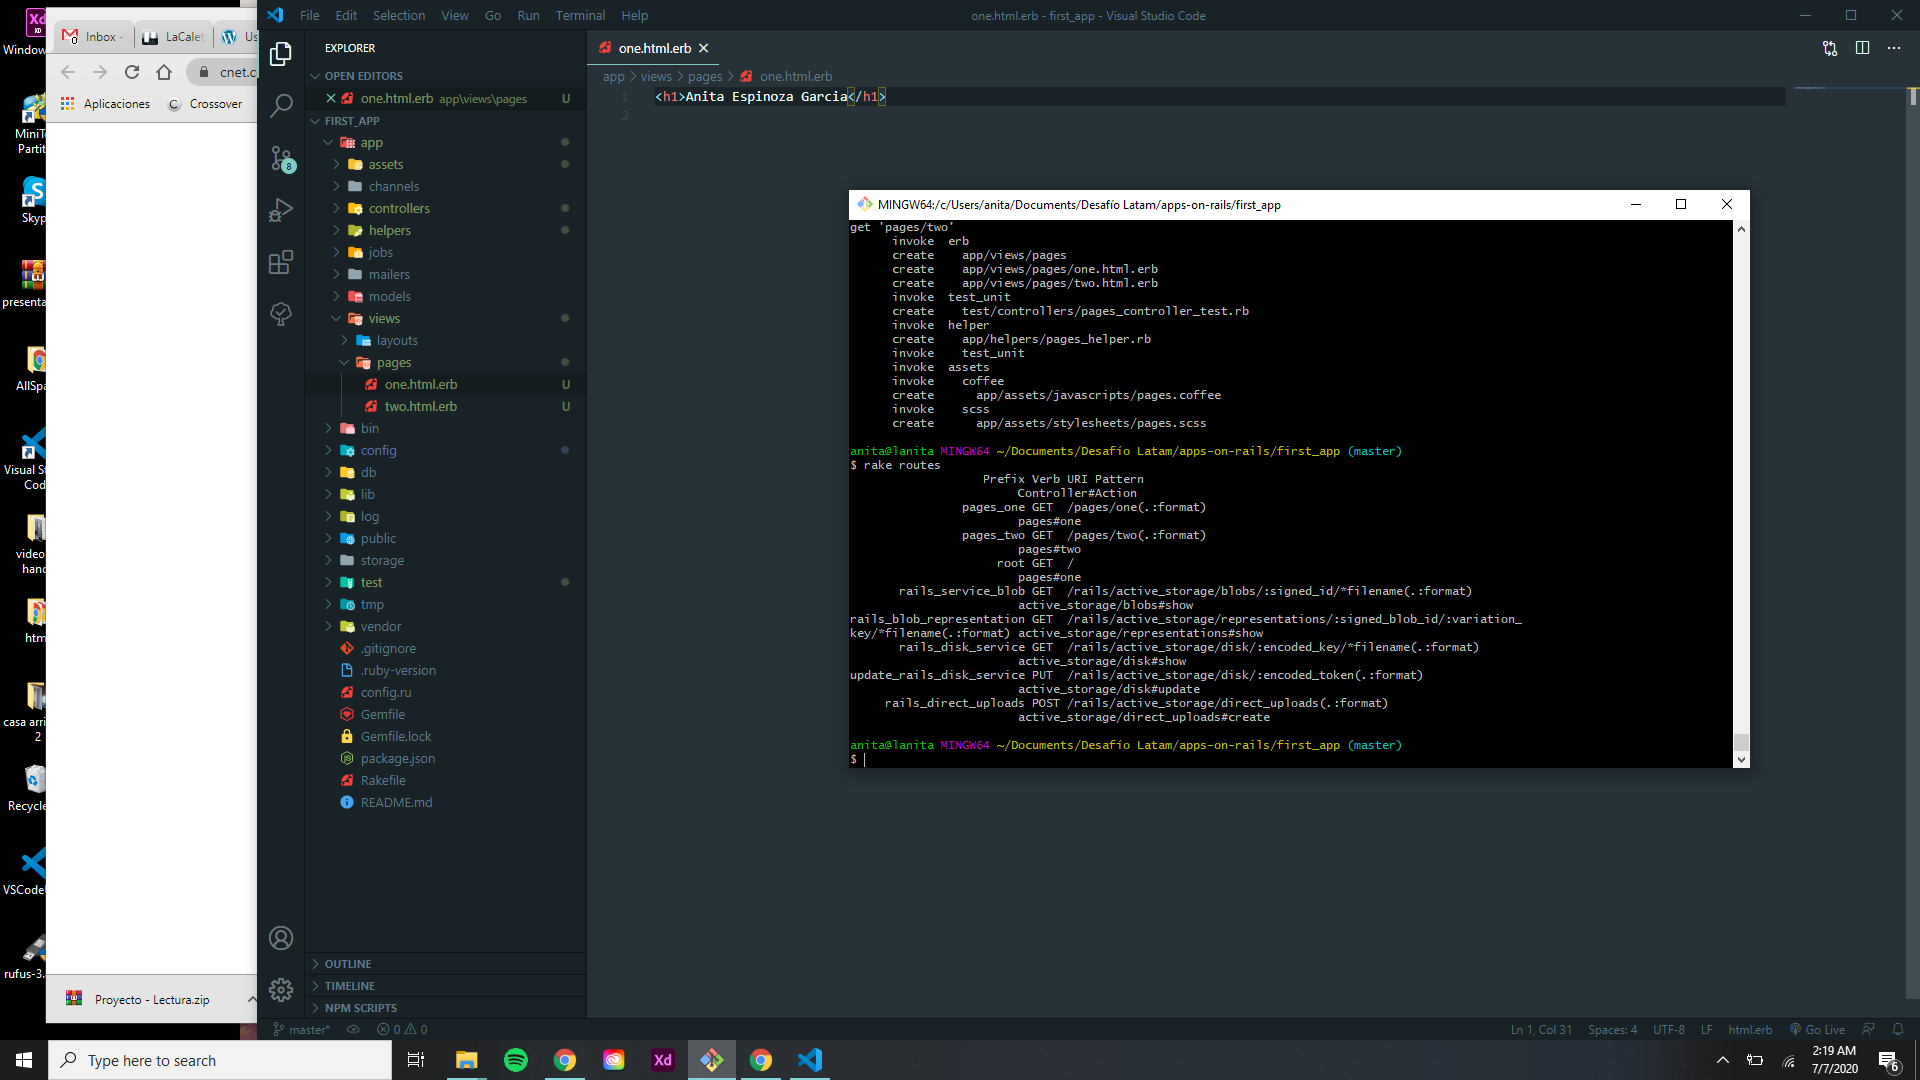 Windows
MiniTo
Partit
Skyp
presenta
AllSpa
Visual St
Cod
video
hand
htm
casa arri
2
Recycle
VSCodeU
rufus-3.
Inbox -
LaCalet
Us
cnet.c
Aplicaciones
Crossover
Proyecto - Lectura.zip
File Edit Selection View Go Run Terminal Help
one.html.erb - first_app - Visual Studio Code
EXPLORER
OPEN EDITORS
one.html.erb app\views\pages U
FIRST_APP
app
assets
channels
controllers
helpers
jobs
mailers
models
views
layouts
pages
one.html.erb U
two.html.erb U
bin
config
db
lib
log
public
storage
test
tmp
vendor
.gitignore
.ruby-version
config.ru
Gemfile
Gemfile.lock
package.json
Rakefile
README.md
OUTLINE
TIMELINE
NPM SCRIPTS
8
one.html.erb
app > views > pages > one.html.erb
1 <h1>Anita Espinoza Garcia</h1>
2
MINGW64:/c/Users/anita/Documents/Desafío Latam/apps-on-rails/first_app
get 'pages/two'
invoke erb
create app/views/pages
create app/views/pages/one.html.erb
create app/views/pages/two.html.erb
invoke test_unit
create test/controllers/pages_controller_test.rb
invoke helper
create app/helpers/pages_helper.rb
invoke test_unit
invoke assets
invoke coffee
create app/assets/javascripts/pages.coffee
invoke scss
create app/assets/stylesheets/pages.scss
anita@lanita MINGW64 ~/Documents/Desafío Latam/apps-on-rails/first_app (master)
$ rake routes
Prefix Verb URI Pattern
Controller#Action
pages_one GET /pages/one(.:format)
pages#one
pages_two GET /pages/two(.:format)
pages#two
root GET /
pages#one
rails_service_blob GET /rails/active_storage/blobs/:signed_id/*filename(.:format)
active_storage/blobs#show
rails_blob_representation GET /rails/active_storage/representations/:signed_blob_id/:variation_
key/*filename(.:format) active_storage/representations#show
rails_disk_service GET /rails/active_storage/disk/:encoded_key/*filename(.:format)
active_storage/disk#show
update_rails_disk_service PUT /rails/active_storage/disk/:encoded_token(.:format)
active_storage/disk#update
rails_direct_uploads POST /rails/active_storage/direct_uploads(.:format)
active_storage/direct_uploads#create
anita@lanita MINGW64 ~/Documents/Desafío Latam/apps-on-rails/first_app (master)
$
master* 0 0
Ln 1, Col 31 Spaces: 4 UTF-8 LF html.erb Go Live
Type here to search
Xd
2:19 AM
7/7/2020
6